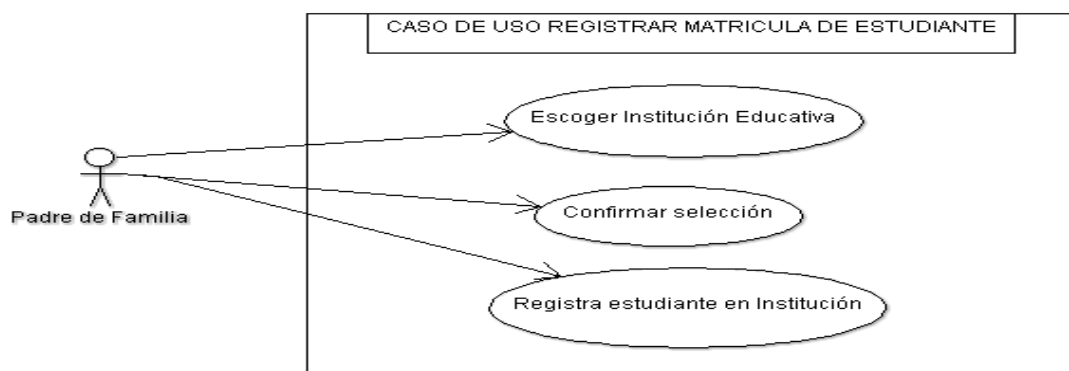 CASO DE USO REGISTRAR MATRICULA DE ESTUDIANTE
Escoger Institución Educativa
Padre de Familia
Confirmar selección
Registra estudiante en Institución